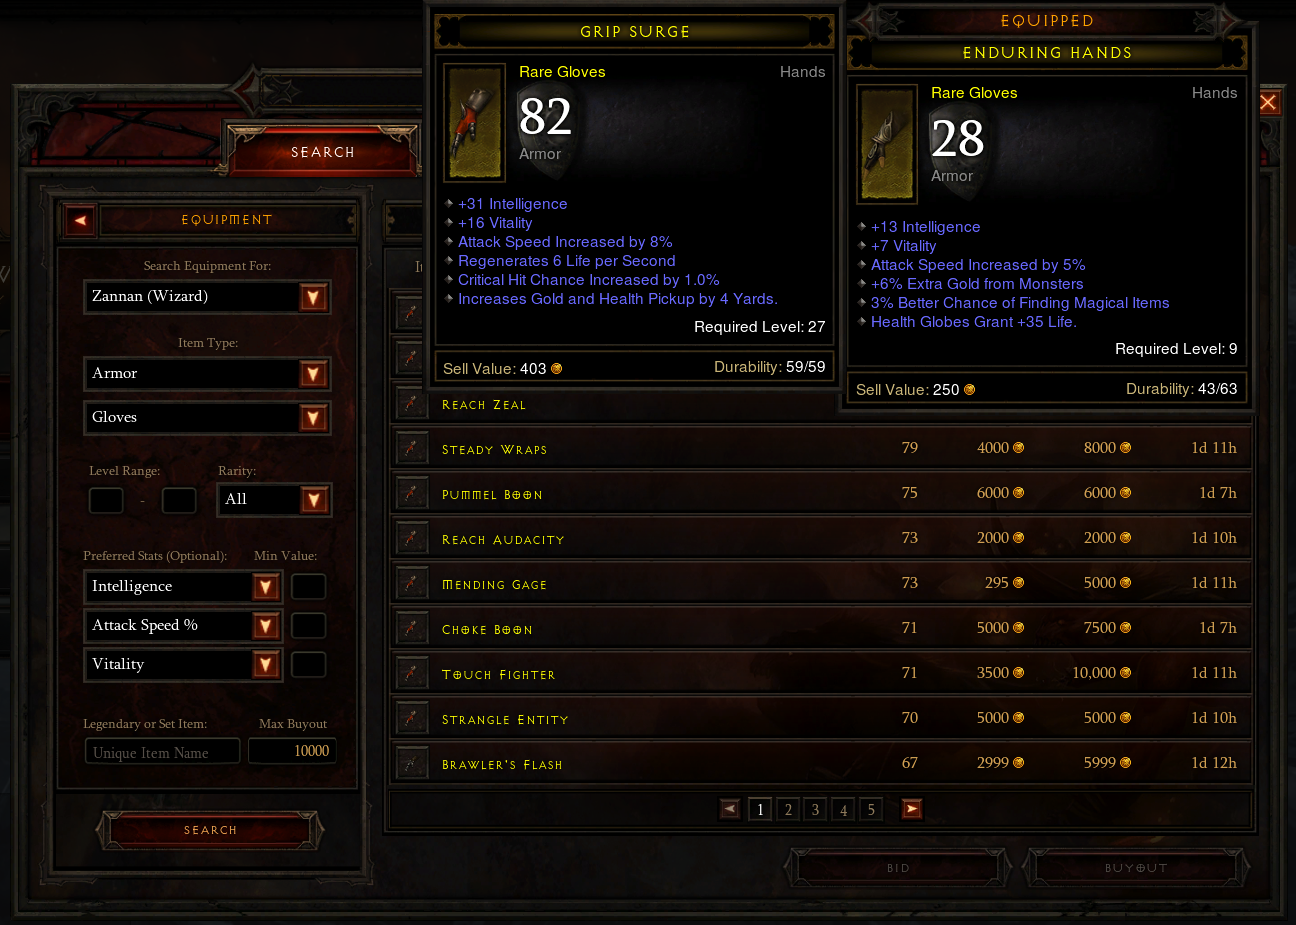 GRIP SURGE
Rare Gloves Hands
82
Armor
+31 Intelligence
+16 Vitality
Attack Speed Increased by 8%
Regenerates 6 Life per Second
Critical Hit Chance Increased by 1.0%
Increases Gold and Health Pickup by 4 Yards.
Required Level: 27
Sell Value: 403 Durability: 59/59
EQUIPPED
ENDURING HANDS
Rare Gloves Hands
28
Armor
+13 Intelligence
+7 Vitality
Attack Speed Increased by 5%
+6% Extra Gold from Monsters
3% Better Chance of Finding Magical Items
Health Globes Grant +35 Life.
Required Level: 9
Sell Value: 250 Durability: 43/63
SEARCH
EQUIPMENT
Search Equipment For:
Zannan (Wizard)
Item Type:
Armor
Gloves
Level Range: Rarity:
- All
Preferred Stats (Optional): Min Value:
Intelligence
Attack Speed %
Vitality
Legendary or Set Item: Max Buyout
Unique Item Name 10000
SEARCH
REACH ZEAL
STEADY WRAPS 79 4000 8000 1d 11h
PUMMEL BOON 75 6000 6000 1d 7h
REACH AUDACITY 73 2000 2000 1d 10h
MENDING GAGE 73 295 5000 1d 11h
CHOKE BOON 71 5000 7500 1d 7h
TOUCH FIGHTER 71 3500 10,000 1d 11h
STRANGLE ENTITY 70 5000 5000 1d 10h
BRAWLER'S FLASH 67 2999 5999 1d 12h
1 2 3 4 5
BID BUYOUT